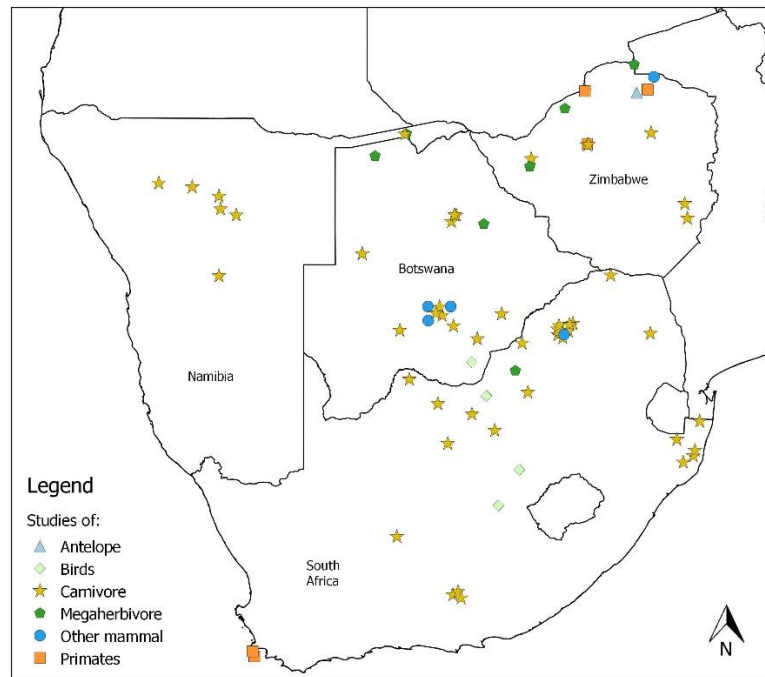 Zimbabwe
Botswana
Namibia
South
Africa
Legend
Studies of:
Antelope
Birds
Carnivore
Megaherbivore
Other mammal
Primates
N